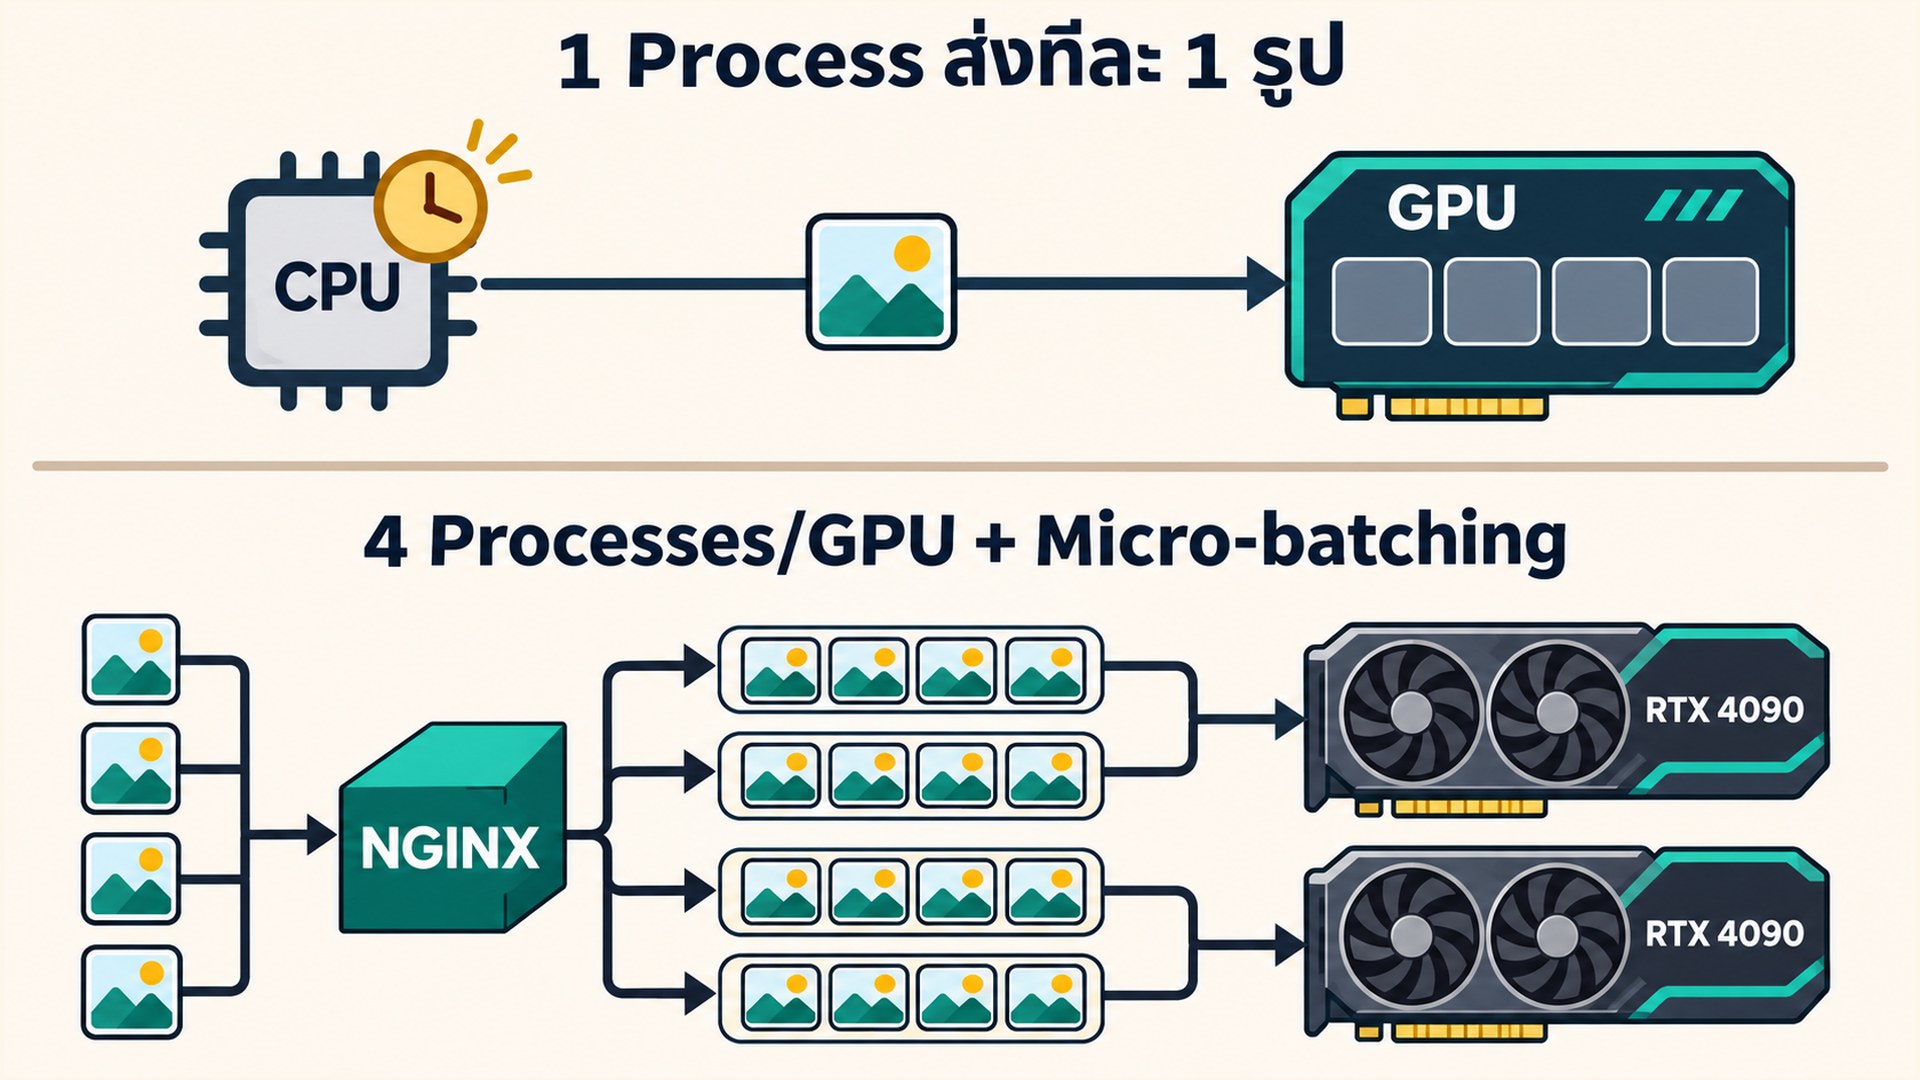 1 Process ส่งทีละ 1 รูป
CPU
GPU
4 Processes/GPU + Micro-batching
NGINX
RTX 4090
RTX 4090